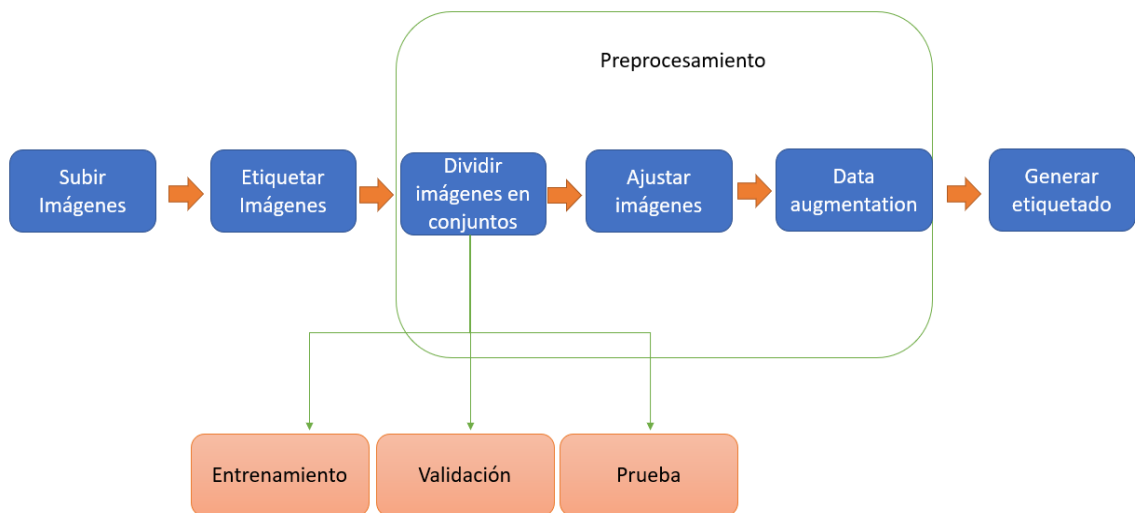 Preprocesamiento
Subir
Imágenes
Etiquetar
Imágenes
Dividir
imágenes en
conjuntos
Ajustar
imágenes
Data
augmentation
Generar
etiquetado
Entrenamiento
Validación
Prueba